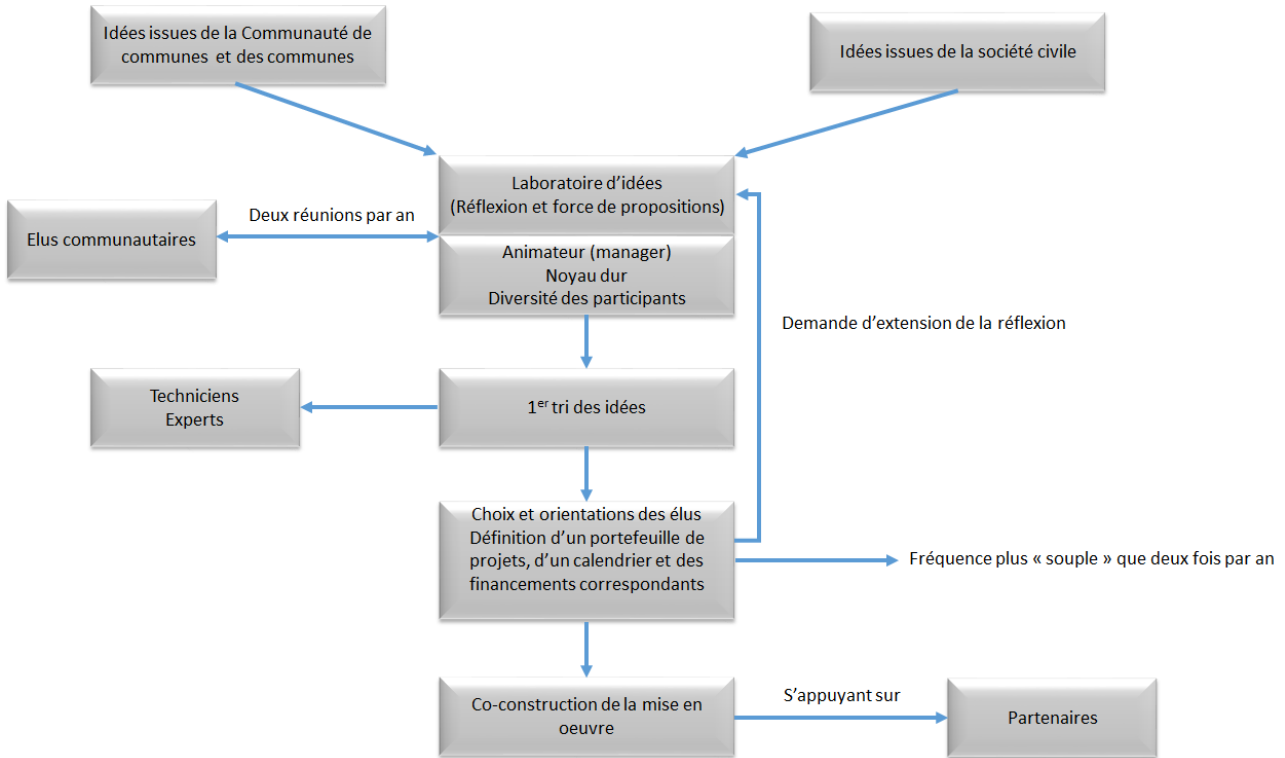 Idées issues de la Communauté de
communes et des communes
Idées issues de la société civile
Laboratoire d’idées
(Réflexion et force de propositions)
Deux réunions par an
Elus communautaires
Animateur (manager)
Noyau dur
Diversité des participants
Demande d’extension de la réflexion
Techniciens
Experts
1er tri des idées
Choix et orientations des élus
Définition d’un portefeuille de
projets, d’un calendrier et des
financements correspondants
Fréquence plus « souple » que deux fois par an
Co-construction de la mise en
oeuvre
S’appuyant sur
Partenaires